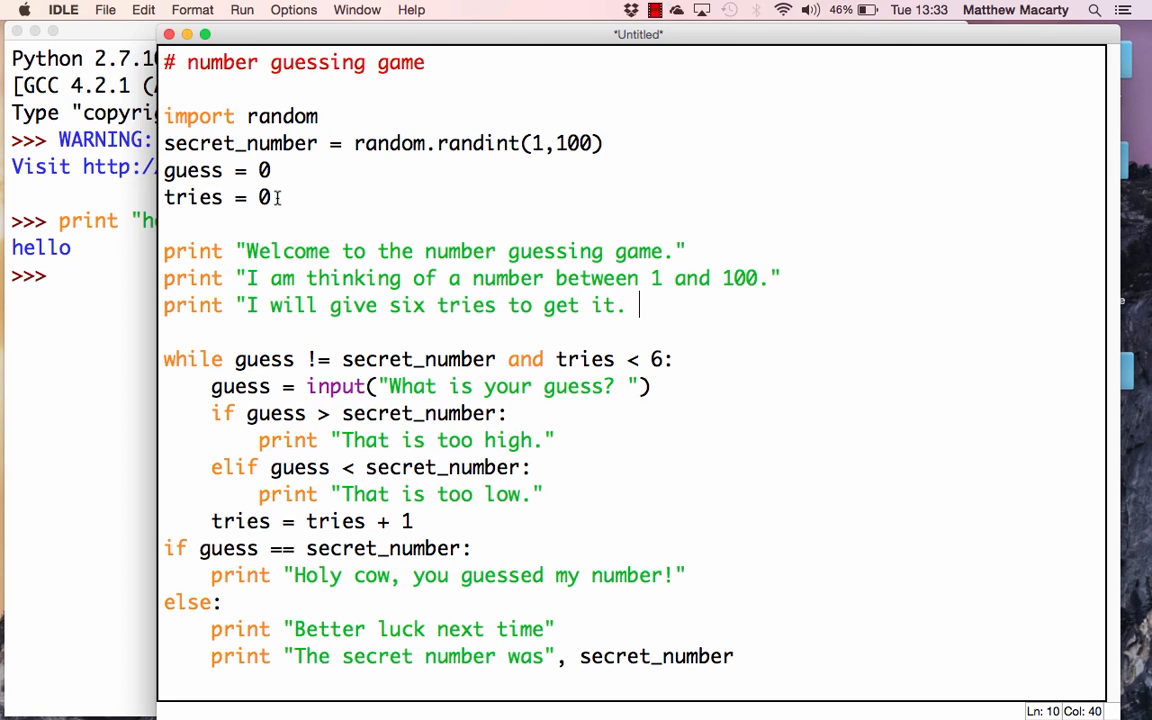 IDLE File Edit Format Run Options Window Help 46% Tue 13:33 Matthew Macarty
*Untitled*
Python 2.7.10
[GCC 4.2.1 (
Type "copyri
>>> WARNING:
Visit http:/
>>> print "he
hello
>>>
# number guessing game
import random
secret_number = random.randint(1,100)
guess = 0
tries = 0
print "Welcome to the number guessing game."
print "I am thinking of a number between 1 and 100."
print "I will give six tries to get it.
while guess != secret_number and tries < 6:
    guess = input("What is your guess? ")
    if guess > secret_number:
        print "That is too high."
    elif guess < secret_number:
        print "That is too low."
    tries = tries + 1
if guess == secret_number:
    print "Holy cow, you guessed my number!"
else:
    print "Better luck next time"
    print "The secret number was", secret_number
Ln: 10 Col: 40